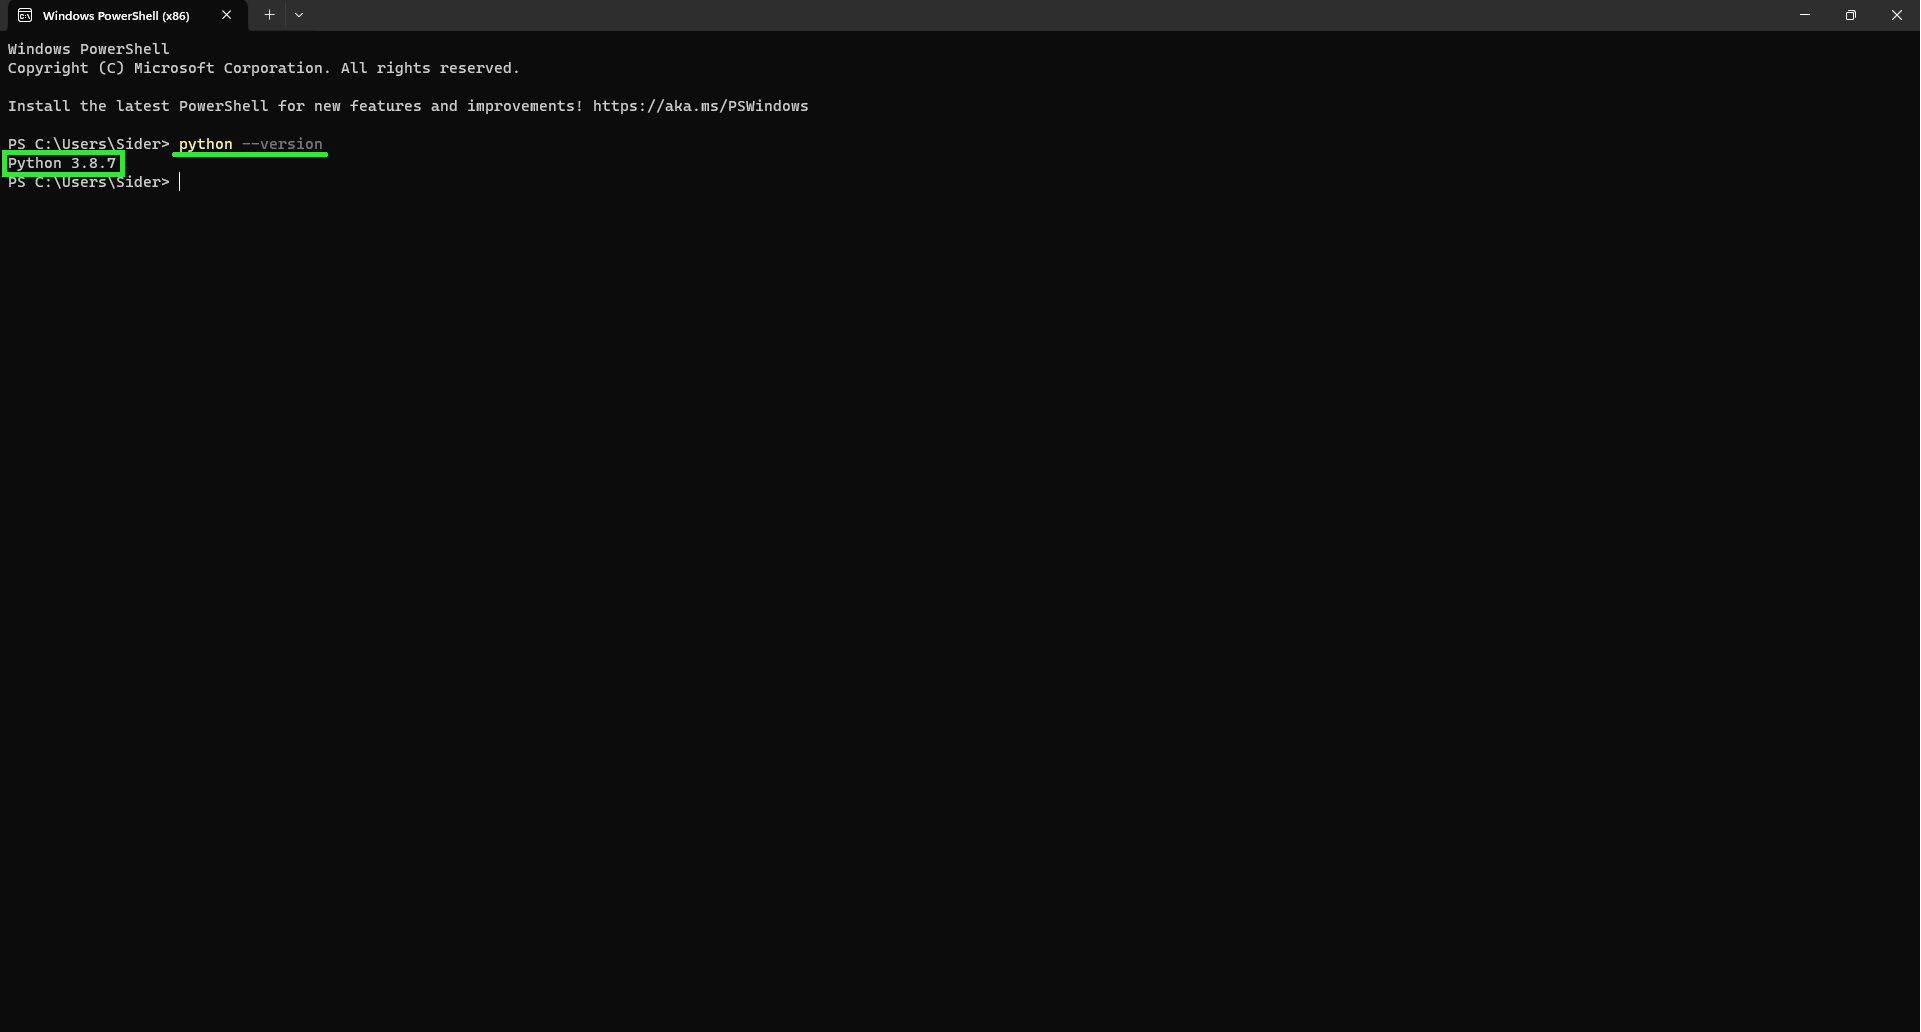 Windows PowerShell (x86)
Windows PowerShell
Copyright (C) Microsoft Corporation. All rights reserved.
Install the latest PowerShell for new features and improvements! https://aka.ms/PSWindows
PS C:\Users\Sider> python --version
Python 3.8.7
PS C:\Users\Sider>